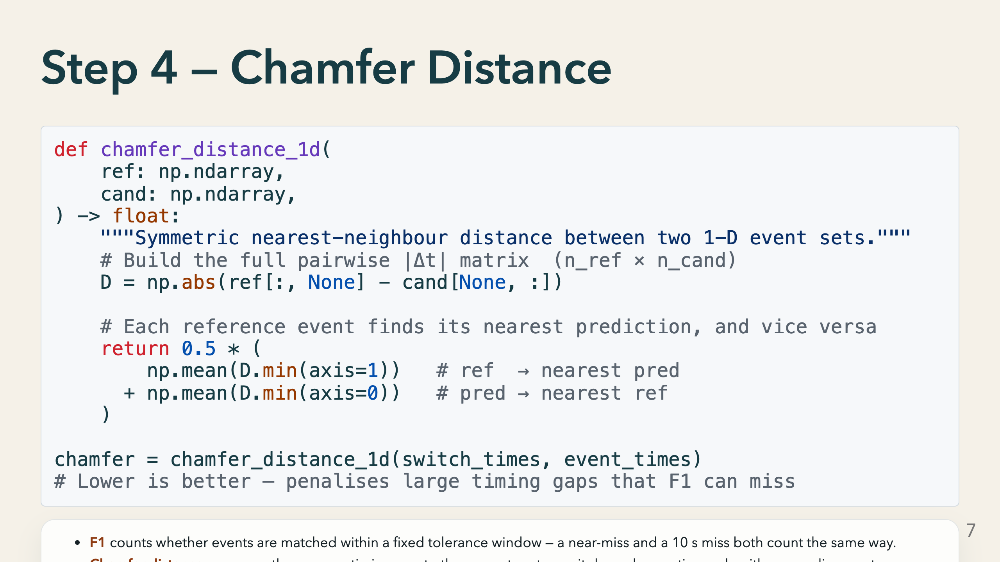 Step 4 – Chamfer Distance
def chamfer_distance_1d(
    ref: np.ndarray,
    cand: np.ndarray,
) -> float:
    """Symmetric nearest-neighbour distance between two 1-D event sets."""
    # Build the full pairwise |Δt| matrix  (n_ref × n_cand)
    D = np.abs(ref[:, None] - cand[None, :])
    # Each reference event finds its nearest prediction, and vice versa
    return 0.5 * (
        np.mean(D.min(axis=1))   # ref  → nearest pred
      + np.mean(D.min(axis=0))   # pred → nearest ref
    )
chamfer = chamfer_distance_1d(switch_times, event_times)
# Lower is better — penalises large timing gaps that F1 can miss
7
• F1 counts whether events are matched within a fixed tolerance window – a near-miss and a 10 s miss both count the same way.